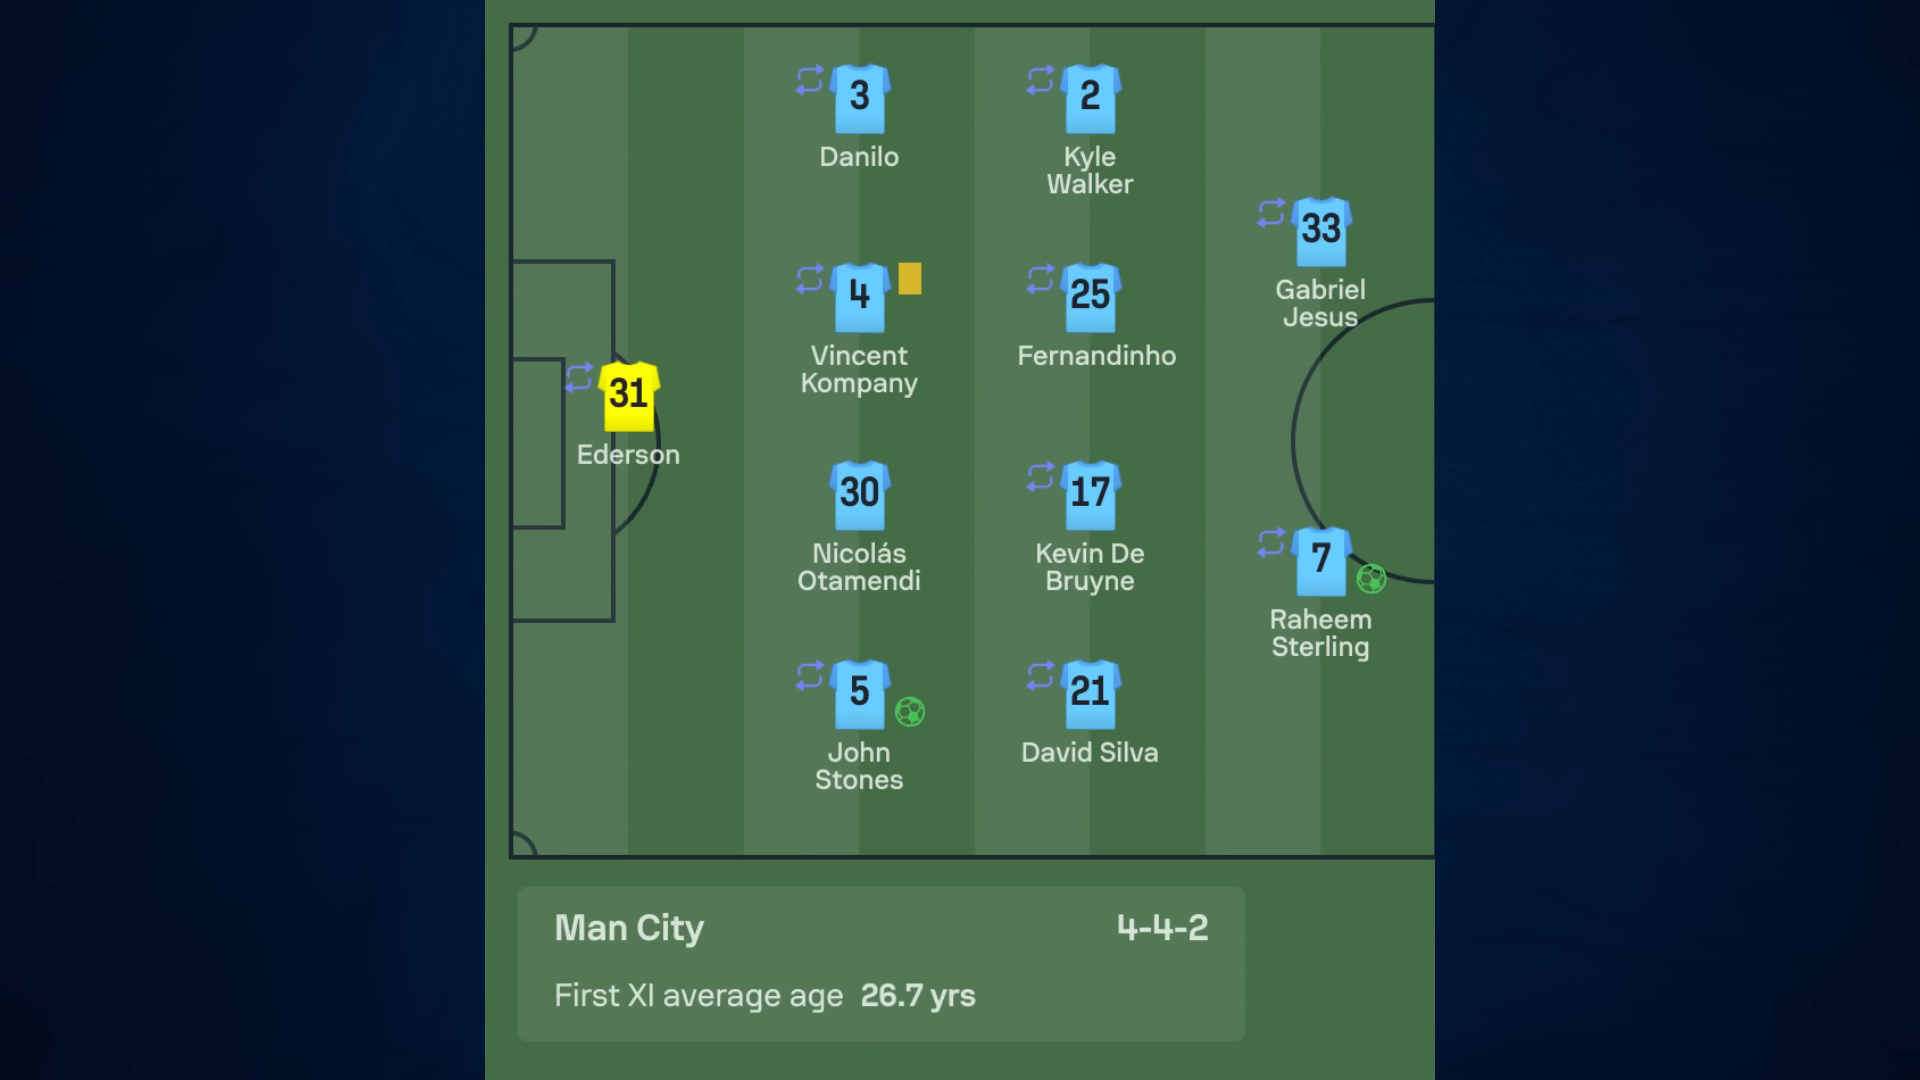 3
Danilo
2
Kyle
Walker
33
Gabriel
Jesus
4
Vincent
Kompany
25
Fernandinho
31
Ederson
30
Nicolás
Otamendi
17
Kevin De
Bruyne
7
Raheem
Sterling
5
John
Stones
21
David Silva
Man City
4-4-2
First XI average age 26.7 yrs